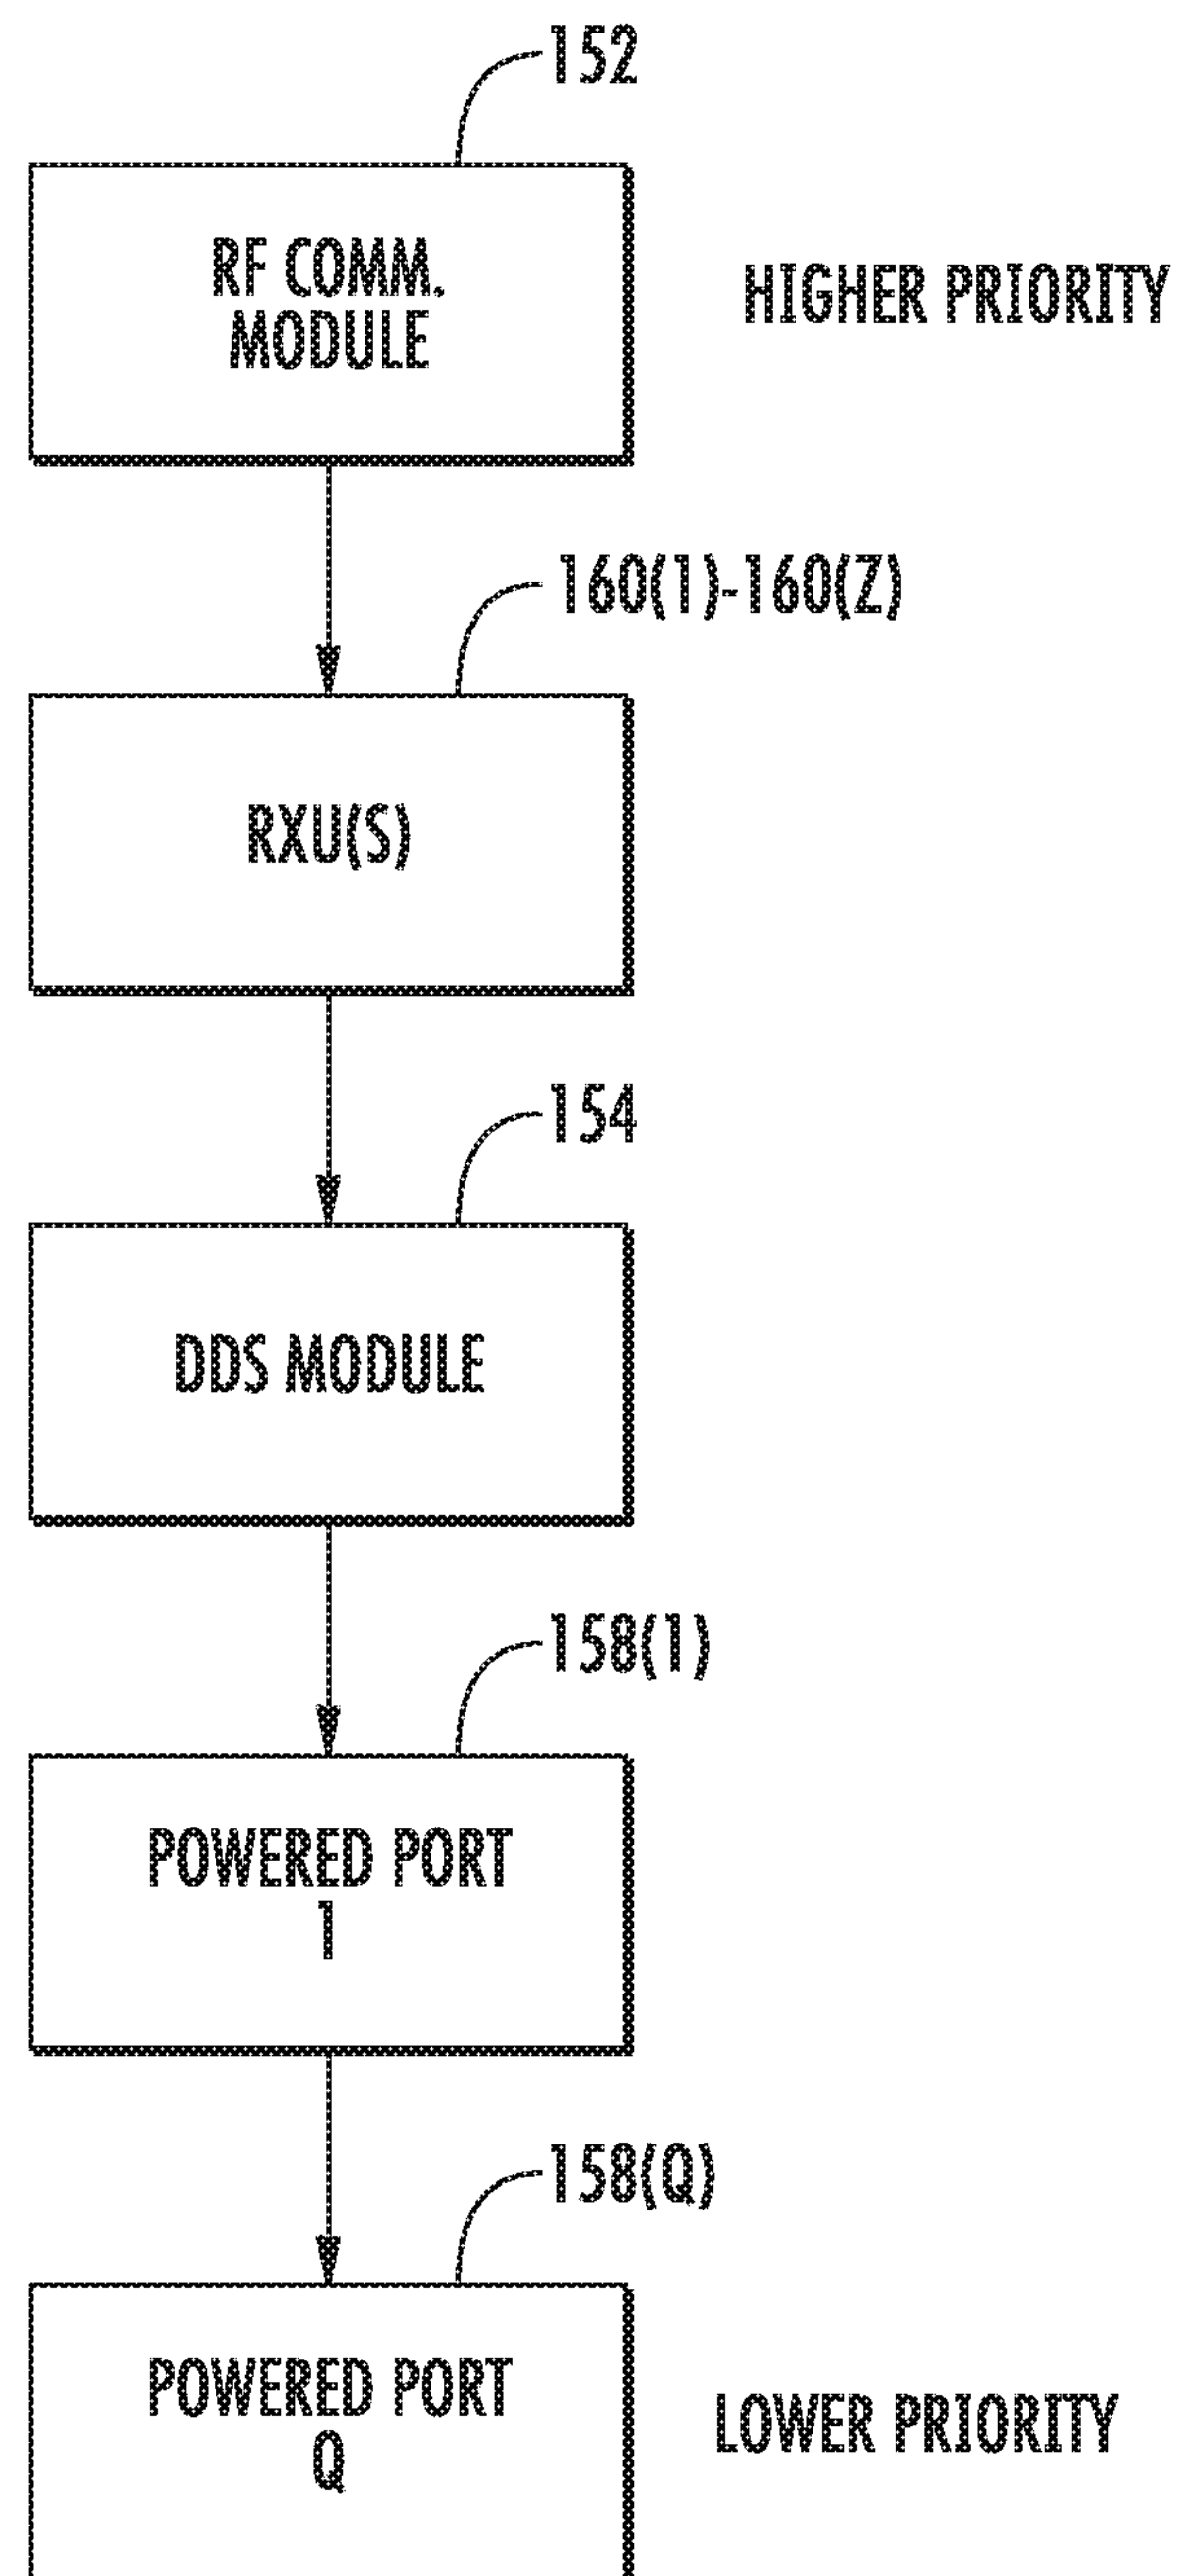 152
RF COMM.
MODULE
HIGHER PRIORITY
160(1)-160(Z)
RXU(S)
154
DDS MODULE
158(1)
POWERED PORT
1
158(Q)
POWERED PORT
Q
LOWER PRIORITY